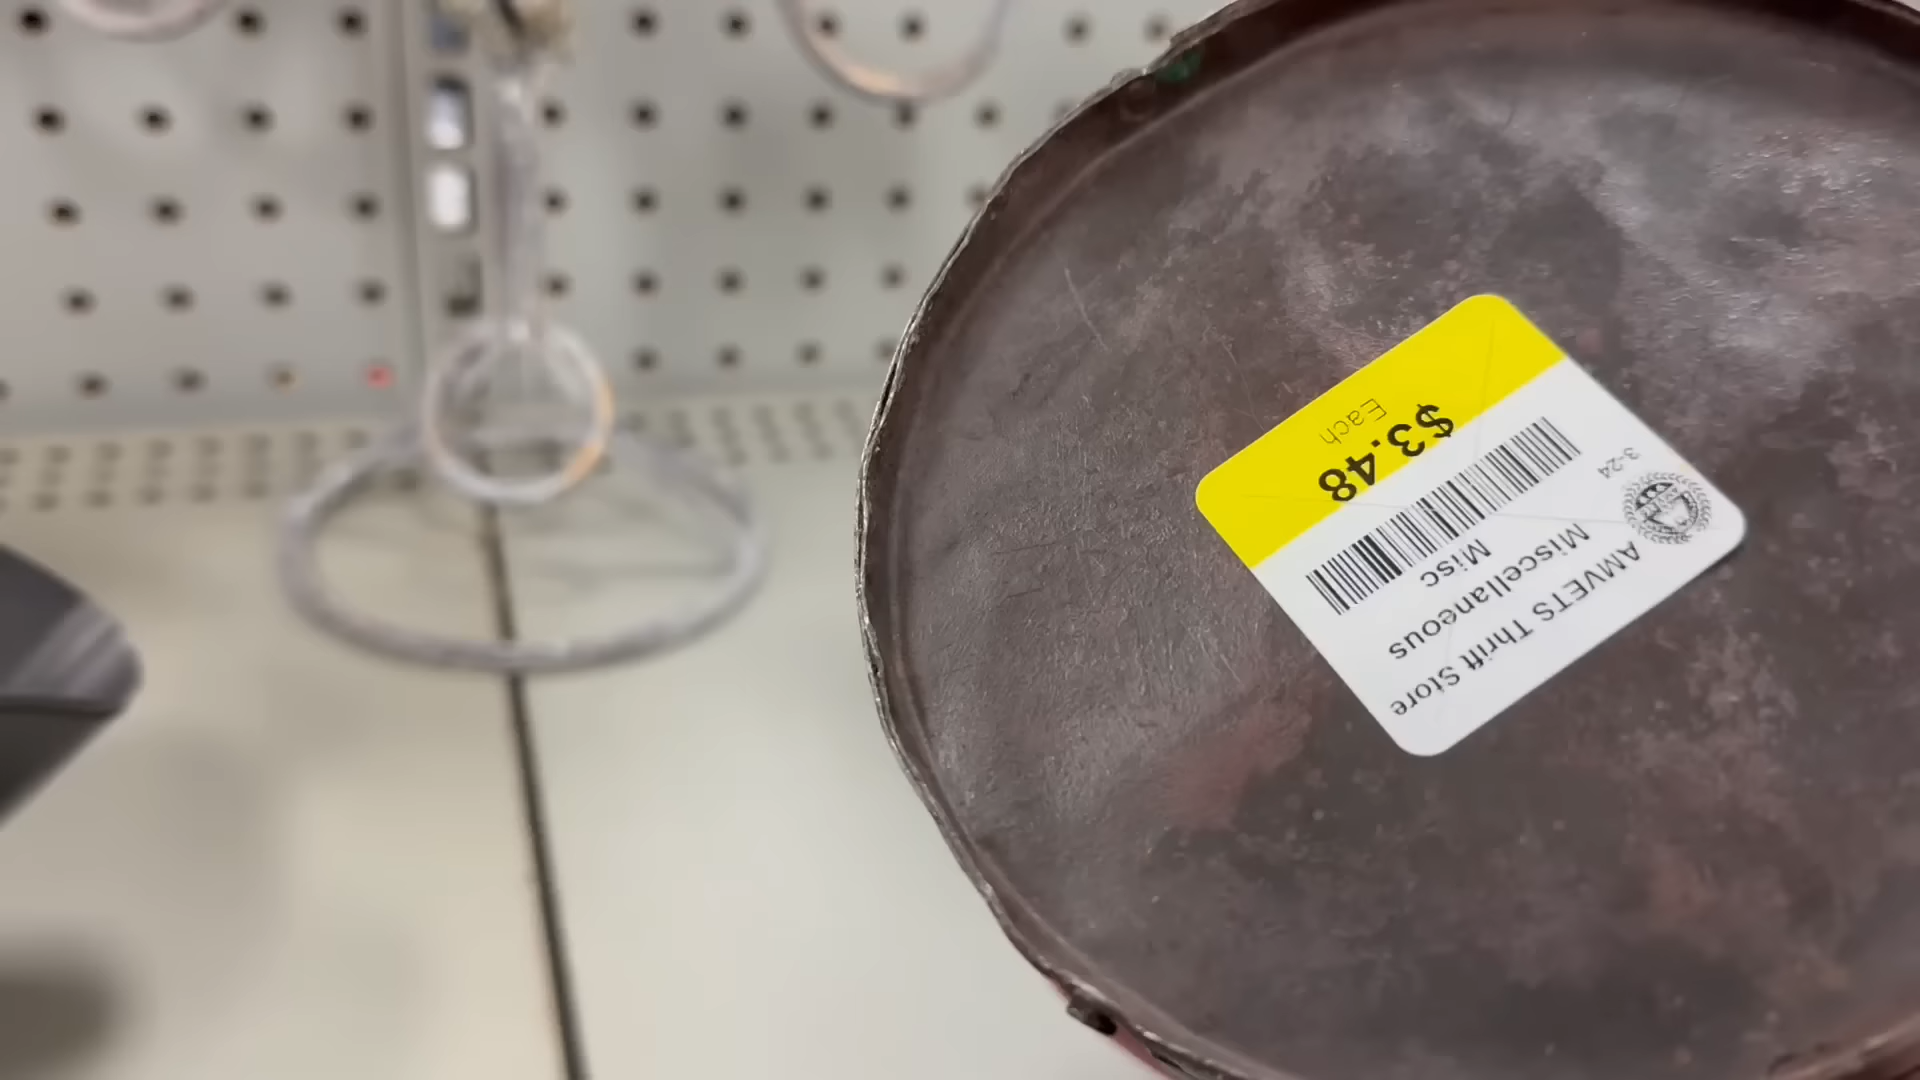 AMVETS Thrift Store
Miscellaneous
Misc
3-24
$3.48
Each